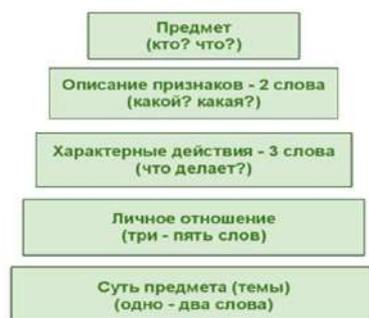 Предмет
(кто? что?)
Описание признаков - 2 слова
(какой? какая?)
Характерные действия - 3 слова
(что делает?)
Личное отношение
(три - пять слов)
Суть предмета (темы)
(одно - два слова)